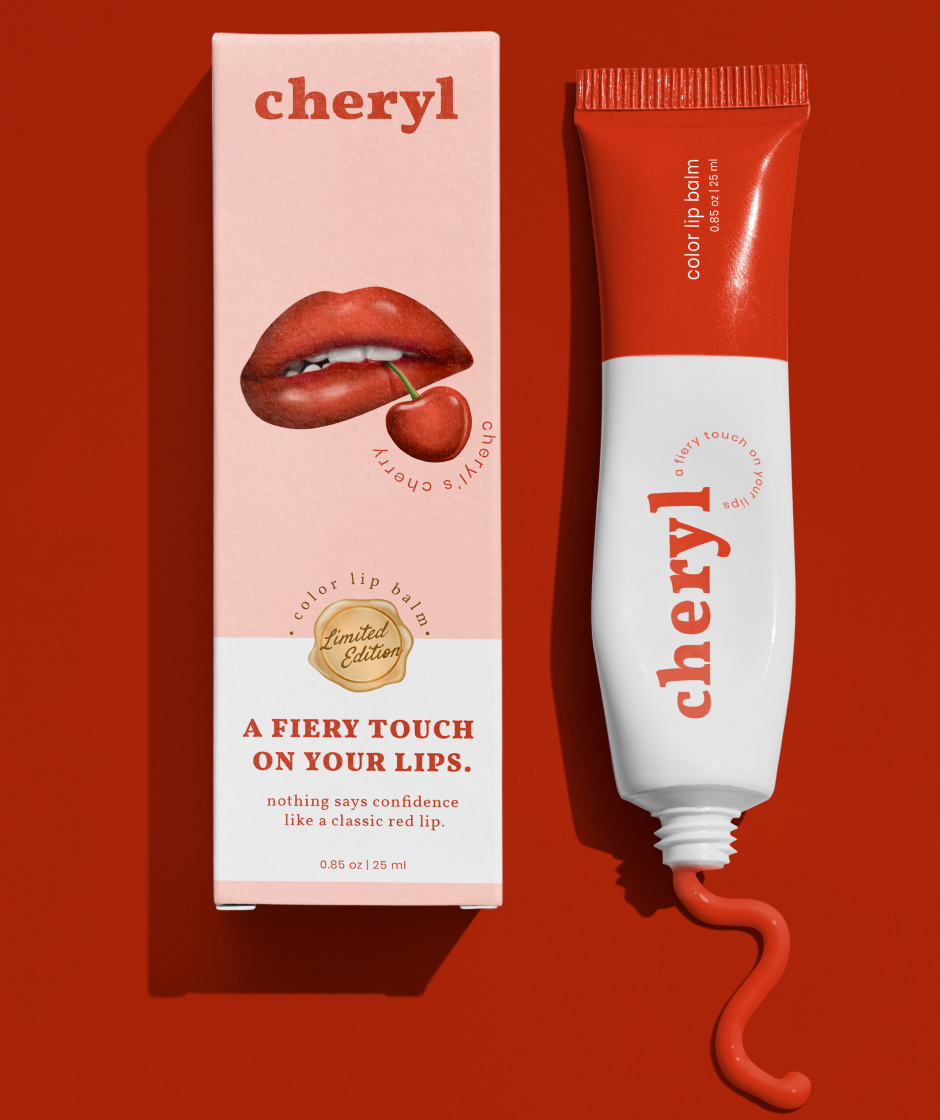 cheryl
cheryl's cherry
color lip balm
Limited
Edition
A FIERY TOUCH
ON YOUR LIPS.
nothing says confidence
like a classic red lip.
0.85 oz | 25 ml
color lip balm
0.85 oz | 25 ml
a fiery touch on your lips
cheryl